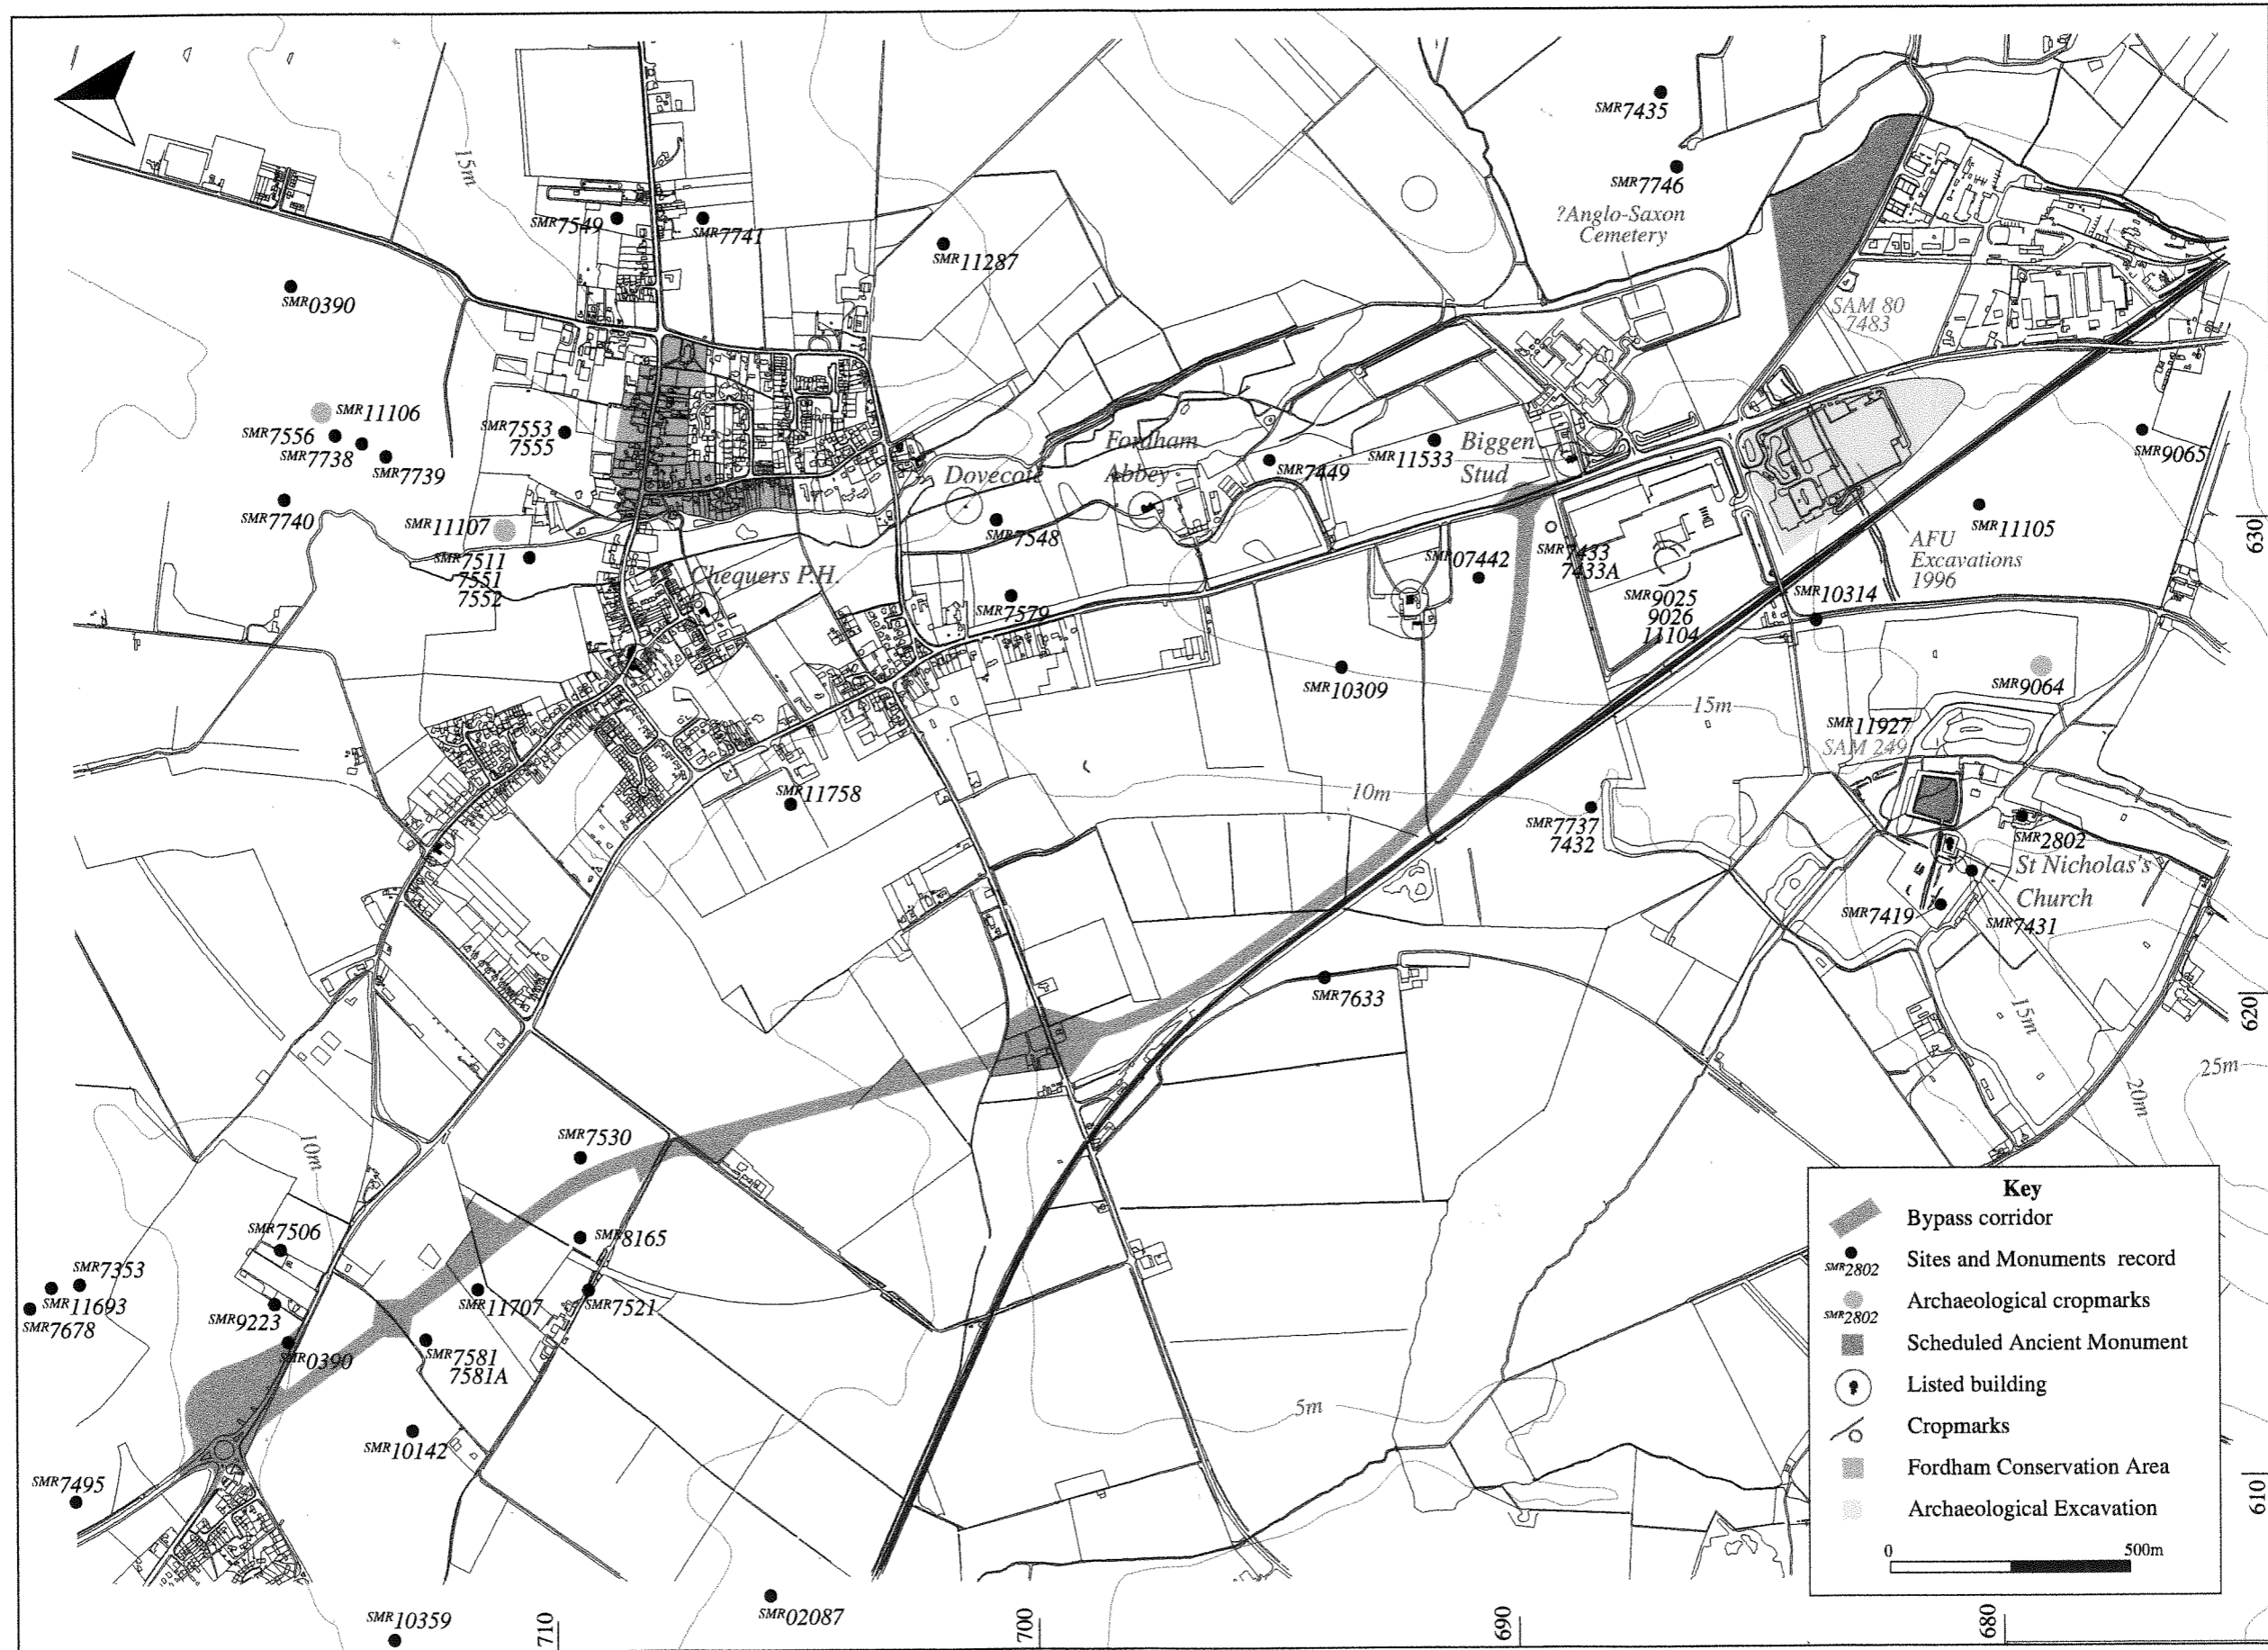 15m
SMR7435
SMR7746
?Anglo-Saxon
Cemetery
SMR7549
SMR7741
SMR11287
SMR0390
SAM 80
7483
SMR11106
SMR7556
SMR7738
SMR7739
SMR7553
7555
SMR7740
SMR11107
SMR7511
7551
7552
Dovecote
Fordham
Abbey
SMR7449
SMR11533
Biggen
Stud
SMR9065
SMR7548
SMR07442
SMR7433
7433A
SMR11105
AFU
Excavations
1996
630
Chequers P.H.
SMR7579
SMR9025
9026
11104
SMR10314
SMR10309
SMR9064
15m
SMR11927
SAM 249
SMR11758
10m
SMR7737
7432
SMR2802
St Nicholas's
Church
SMR7419
SMR7431
SMR7633
15m
620
25m
20m
10m
SMR7530
SMR7506
SMR8165
SMR7353
SMR11693
SMR7678
SMR9223
SMR11707
SMR7521
SMR0390
SMR7581
7581A
5m
SMR10142
SMR7495
610
SMR10359
SMR02087
710
700
690
680
Key
Bypass corridor
SMR2802
Sites and Monuments record
SMR2802
Archaeological cropmarks
Scheduled Ancient Monument
Listed building
Cropmarks
Fordham Conservation Area
Archaeological Excavation
0
500m